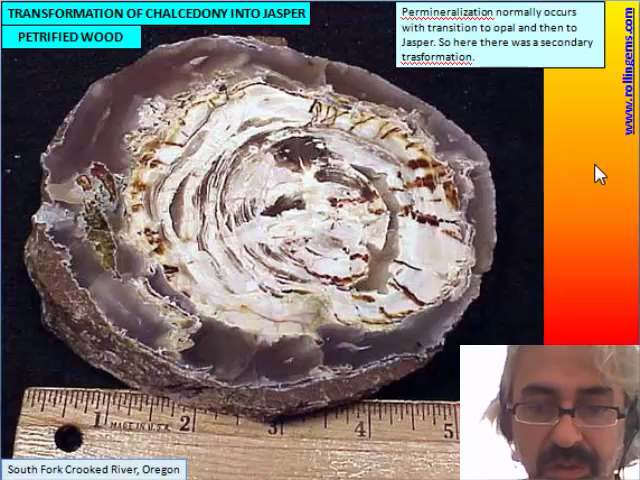 TRANSFORMATION OF CHALCEDONY INTO JASPER
PETRIFIED WOOD
Permineralization normally occurs
with transition to opal and then to
Jasper. So here there was a secondary
trasformation.
www.rollingems.com
1 2 3 4 5
MADE IN U.S.A.
South Fork Crooked River, Oregon